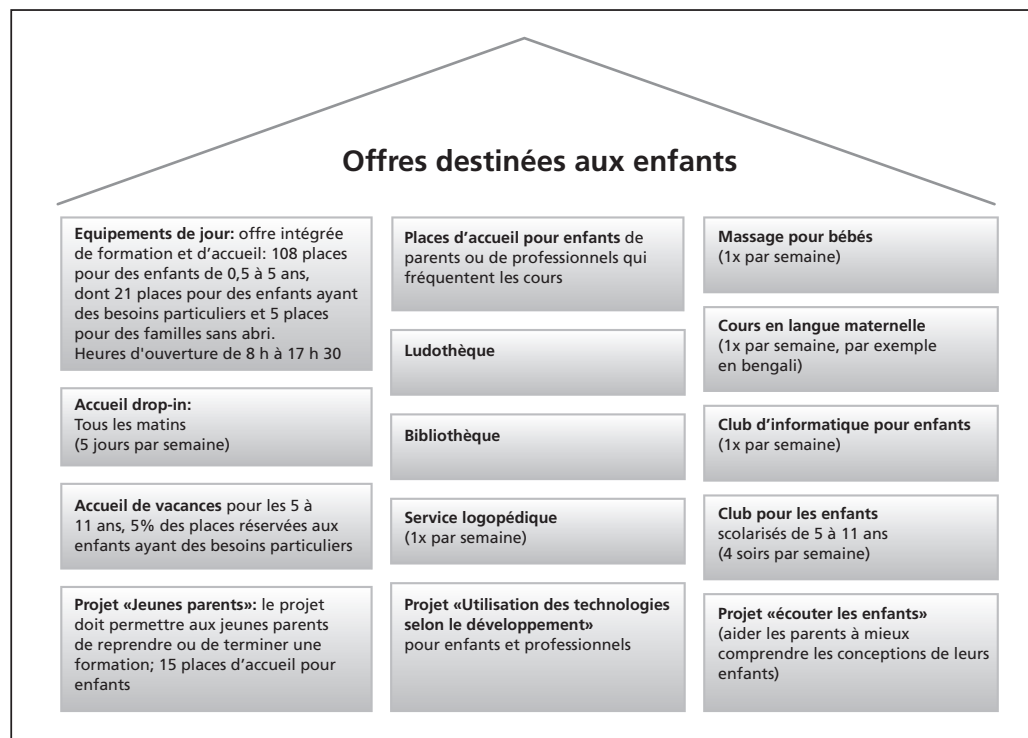 Offres destinées aux enfants
Equipements de jour: offre intégrée
de formation et d'accueil: 108 places
pour des enfants de 0,5 à 5 ans,
dont 21 places pour des enfants ayant
des besoins particuliers et 5 places
pour des familles sans abri.
Heures d'ouverture de 8 h à 17 h 30
Accueil drop-in:
Tous les matins
(5 jours par semaine)
Accueil de vacances pour les 5 à
11 ans, 5% des places réservées aux
enfants ayant des besoins particuliers
Projet «Jeunes parents»: le projet
doit permettre aux jeunes parents
de reprendre ou de terminer une
formation; 15 places d'accueil pour
enfants
Places d'accueil pour enfants de
parents ou de professionnels qui
fréquentent les cours
Ludothèque
Bibliothèque
Service logopédique
(1x par semaine)
Projet «Utilisation des technologies
selon le développement»
pour enfants et professionnels
Massage pour bébés
(1x par semaine)
Cours en langue maternelle
(1x par semaine, par exemple
en bengali)
Club d'informatique pour enfants
(1x par semaine)
Club pour les enfants
scolarisés de 5 à 11 ans
(4 soirs par semaine)
Projet «écouter les enfants»
(aider les parents à mieux
comprendre les conceptions de leurs
enfants)